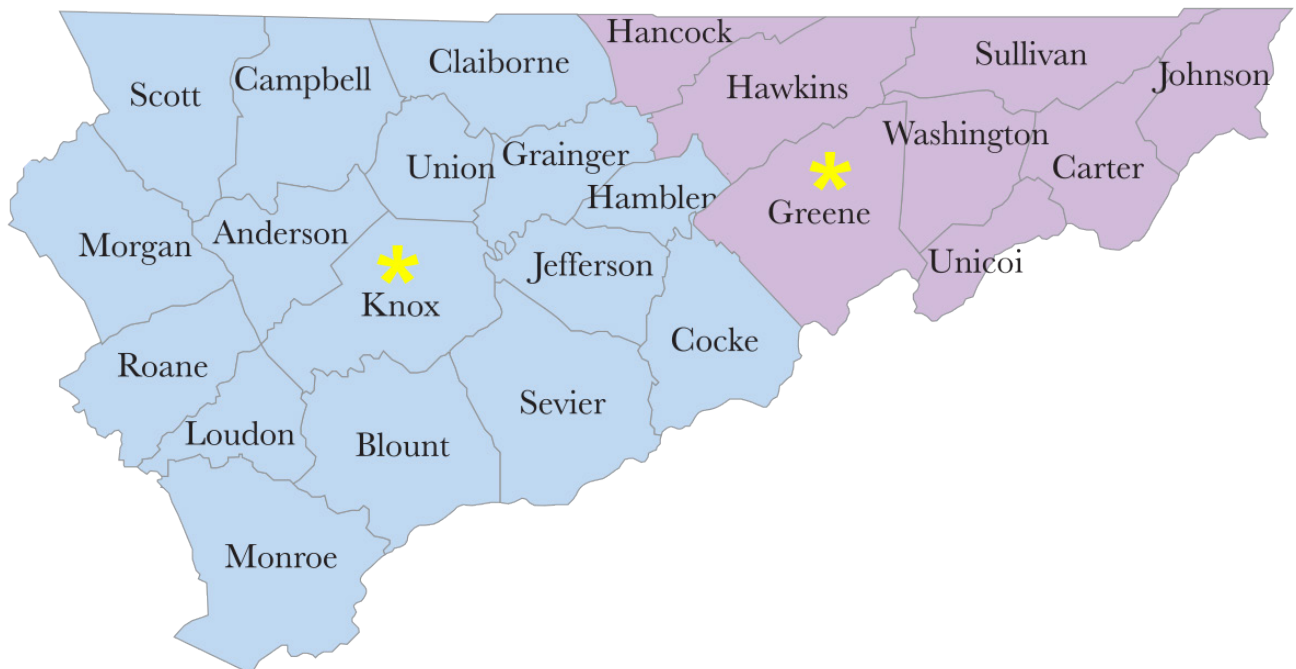 Hancock
Claiborne
Sullivan
Campbell
Johnson
Scott
Hawkins
Washington
Grainger
Union
Carter
Hamblen
Greene
Anderson
Morgan
Jefferson
Unicoi
Knox
Cocke
Roane
Sevier
Loudon
Blount
Monroe